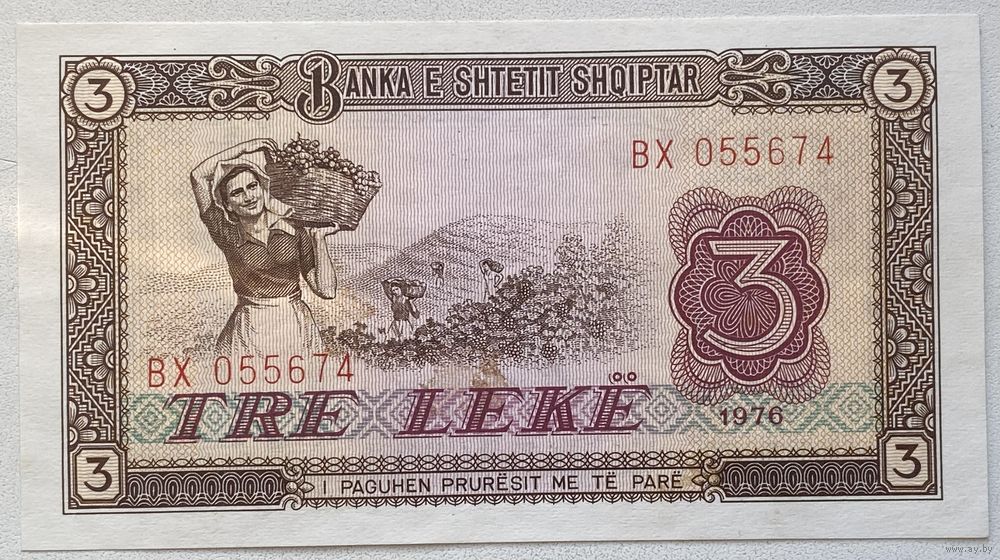 3 BANKA E SHTETIT SHQIPTAR 3
BX 055674
3
BX 055674
TRE LEKË
1976
3 I PAGUHEN PRURËSIT ME TË PARË 3
www.ay.by